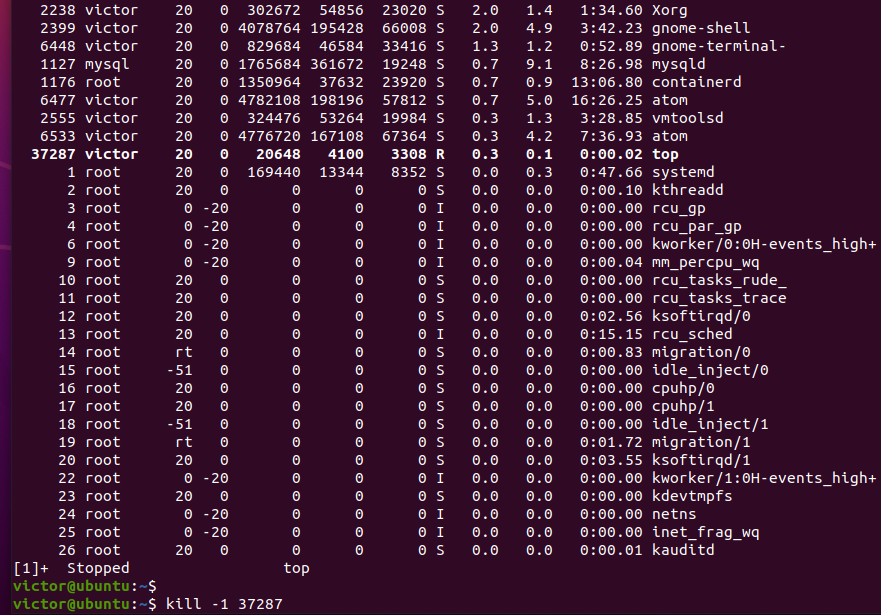 2238 victor 20 0 302672 54856 23020 S 2.0 1.4 1:34.60 Xorg
2399 victor 20 0 4078764 195428 66008 S 2.0 4.9 3:42.23 gnome-shell
6448 victor 20 0 829684 46584 33416 S 1.3 1.2 0:52.89 gnome-terminal-
1127 mysql 20 0 1765684 361672 19248 S 0.7 9.1 8:26.98 mysqld
1176 root 20 0 1350964 37632 23920 S 0.7 0.9 13:06.80 containerd
6477 victor 20 0 4782108 198196 57812 S 0.7 5.0 16:26.25 atom
2555 victor 20 0 324476 53264 19984 S 0.3 1.3 3:28.85 vmtoolsd
6533 victor 20 0 4776720 167108 67364 S 0.3 4.2 7:36.93 atom
37287 victor 20 0 20648 4100 3308 R 0.3 0.1 0:00.02 top
1 root 20 0 169440 13344 8352 S 0.0 0.3 0:47.66 systemd
2 root 20 0 0 0 0 S 0.0 0.0 0:00.10 kthreadd
3 root 0 -20 0 0 0 I 0.0 0.0 0:00.00 rcu_gp
4 root 0 -20 0 0 0 I 0.0 0.0 0:00.00 rcu_par_gp
6 root 0 -20 0 0 0 I 0.0 0.0 0:00.00 kworker/0:0H-events_high+
9 root 0 -20 0 0 0 I 0.0 0.0 0:00.04 mm_percpu_wq
10 root 20 0 0 0 0 S 0.0 0.0 0:00.00 rcu_tasks_rude_
11 root 20 0 0 0 0 S 0.0 0.0 0:00.00 rcu_tasks_trace
12 root 20 0 0 0 0 S 0.0 0.0 0:02.56 ksoftirqd/0
13 root 20 0 0 0 0 I 0.0 0.0 0:15.15 rcu_sched
14 root rt 0 0 0 0 S 0.0 0.0 0:00.83 migration/0
15 root -51 0 0 0 0 S 0.0 0.0 0:00.00 idle_inject/0
16 root 20 0 0 0 0 S 0.0 0.0 0:00.00 cpuhp/0
17 root 20 0 0 0 0 S 0.0 0.0 0:00.00 cpuhp/1
18 root -51 0 0 0 0 S 0.0 0.0 0:00.00 idle_inject/1
19 root rt 0 0 0 0 S 0.0 0.0 0:01.72 migration/1
20 root 20 0 0 0 0 S 0.0 0.0 0:03.55 ksoftirqd/1
22 root 0 -20 0 0 0 I 0.0 0.0 0:00.00 kworker/1:0H-events_high+
23 root 20 0 0 0 0 S 0.0 0.0 0:00.00 kdevtmpfs
24 root 0 -20 0 0 0 I 0.0 0.0 0:00.00 netns
25 root 0 -20 0 0 0 I 0.0 0.0 0:00.00 inet_frag_wq
26 root 20 0 0 0 0 S 0.0 0.0 0:00.01 kauditd
[1]+ Stopped top
victor@ubuntu:~$
victor@ubuntu:~$ kill -1 37287